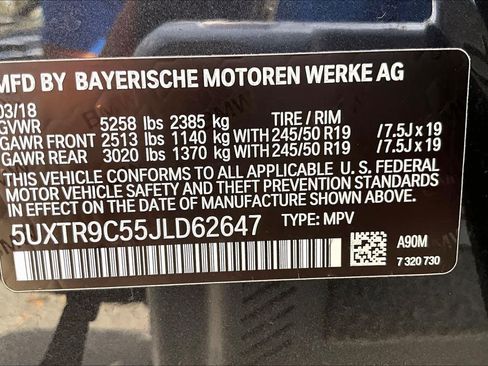 MFD BY BAYERISCHE MOTOREN WERKE AG
03/18
GVWR 5258 lbs 2385 kg TIRE / RIM
GAWR FRONT 2513 lbs 1140 kg WITH 245/50 R19 /7.5J x 19
GAWR REAR 3020 lbs 1370 kg WITH 245/50 R19 /7.5J x 19
THIS VEHICLE CONFORMS TO ALL APPLICABLE U.S. FEDERAL
MOTOR VEHICLE SAFETY, BUMPER, AND THEFT PREVENTION
STANDARDS IN EFFECT ON THE DATE OF MANUFACTURE SHOWN ABOVE.
5UXTR9C55JLD62647 TYPE: MPV
A90M
7 320 730